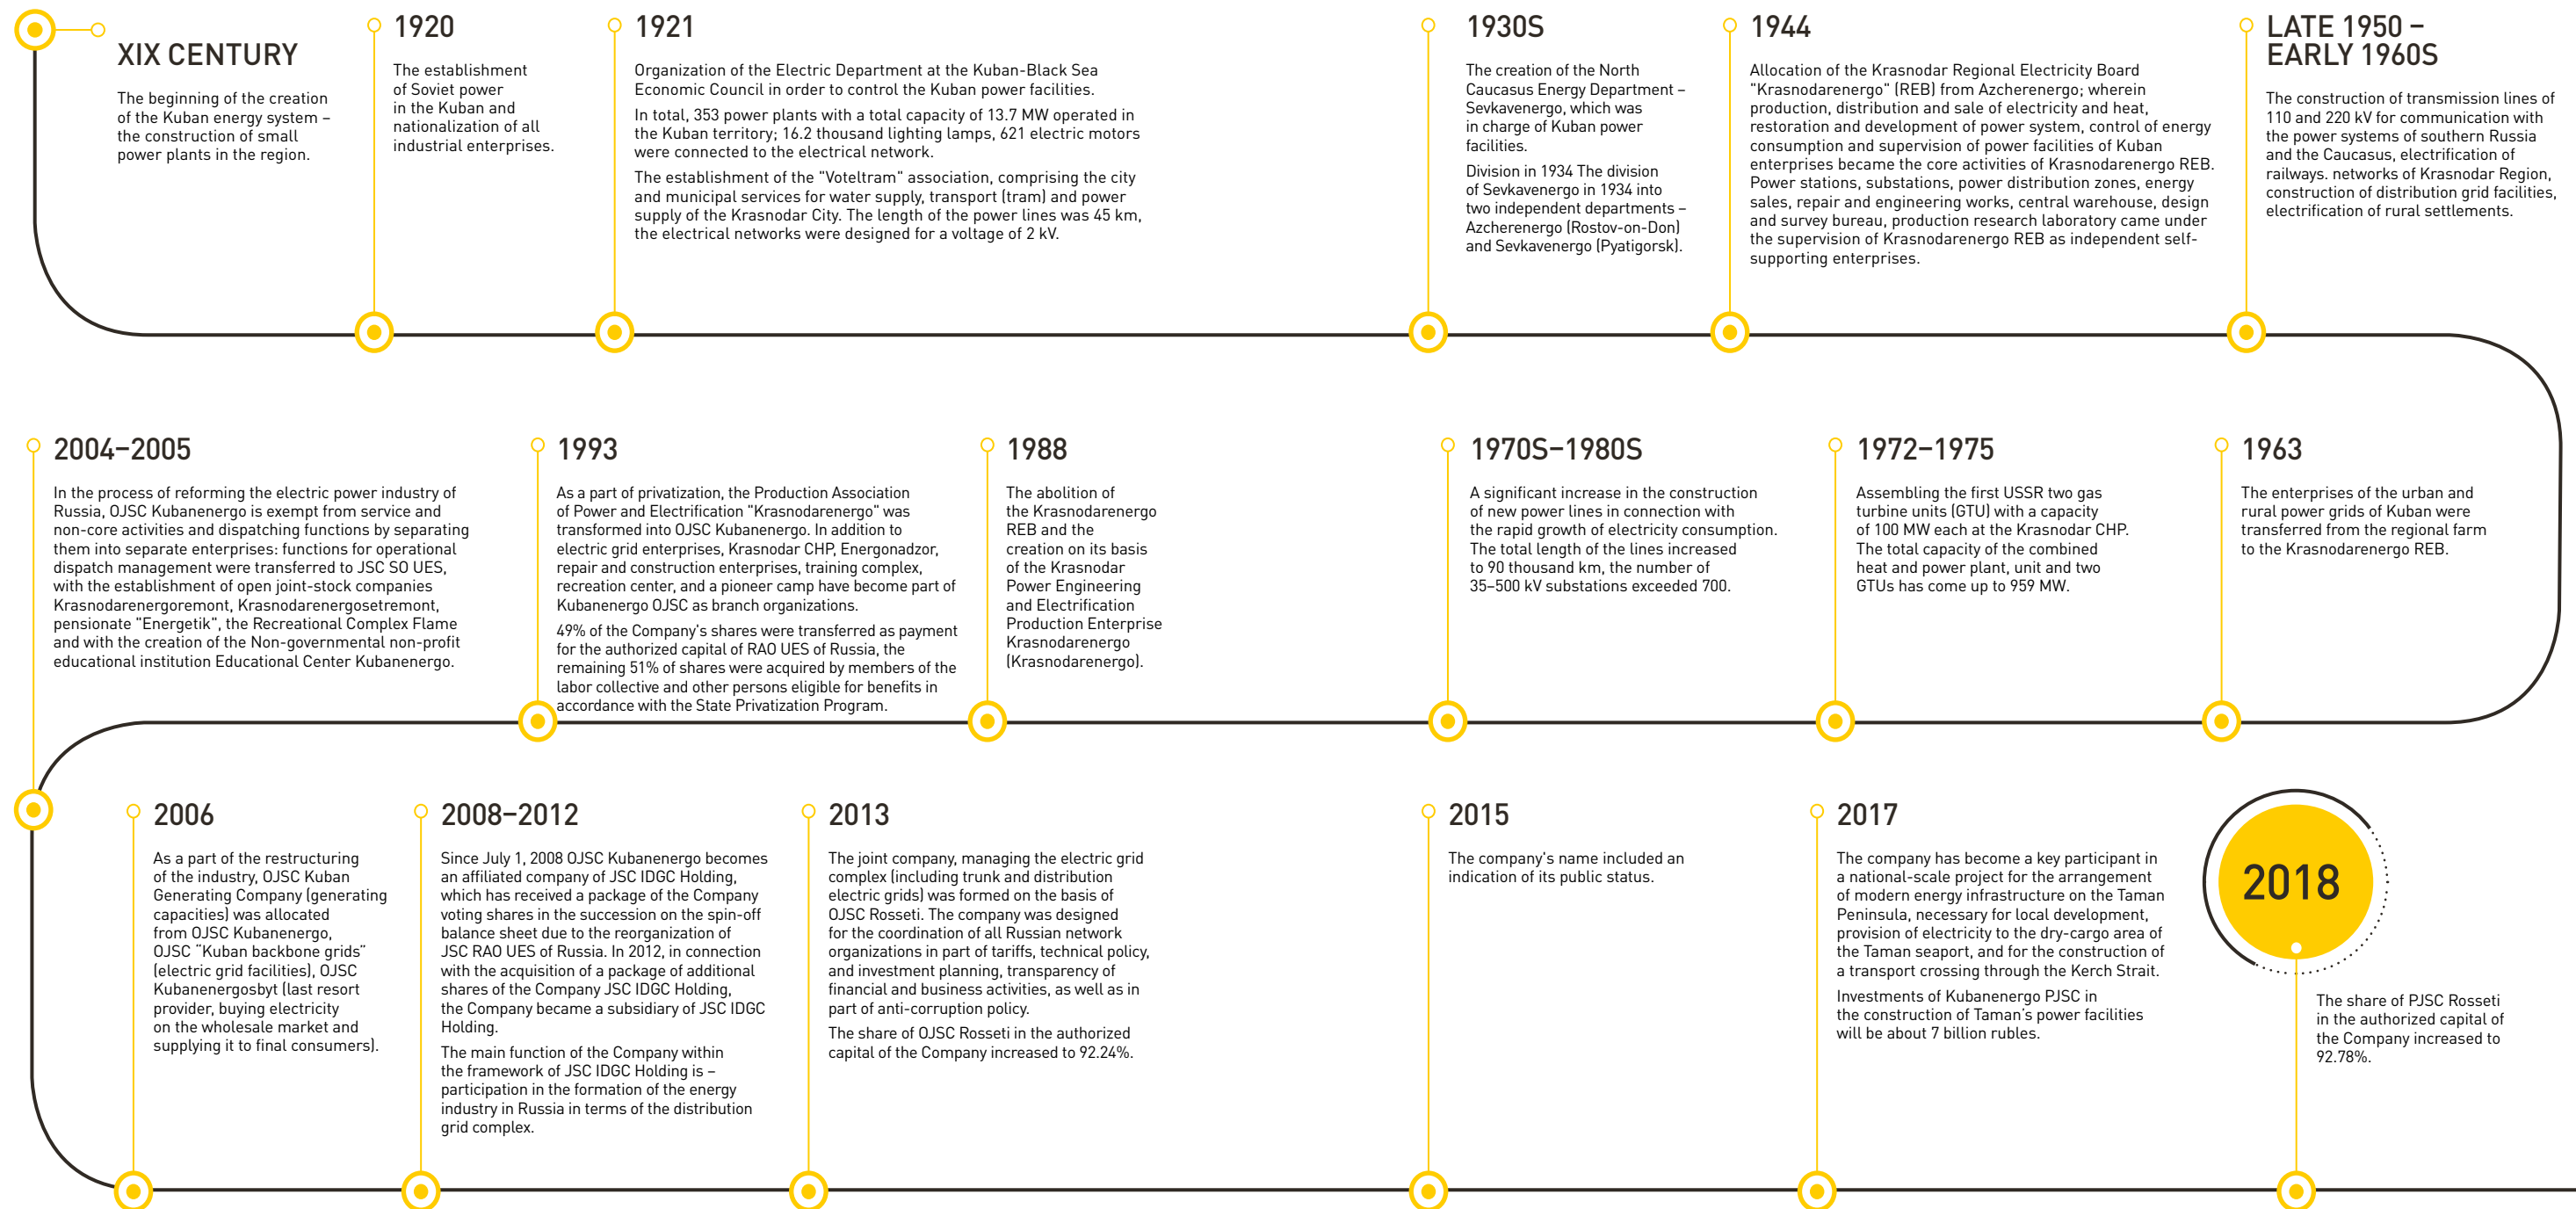 XIX CENTURY
The beginning of the creation
of the Kuban energy system –
the construction of small
power plants in the region.
1920
The establishment
of Soviet power
in the Kuban and
nationalization of all
industrial enterprises.
1921
Organization of the Electric Department at the Kuban-Black Sea
Economic Council in order to control the Kuban power facilities.
In total, 353 power plants with a total capacity of 13.7 MW operated in
the Kuban territory; 16.2 thousand lighting lamps, 621 electric motors
were connected to the electrical network.
The establishment of the "Voteltram" association, comprising the city
and municipal services for water supply, transport (tram) and power
supply of the Krasnodar City. The length of the power lines was 45 km,
the electrical networks were designed for a voltage of 2 kV.
1930S
The creation of the North
Caucasus Energy Department –
Sevkavenergo, which was
in charge of Kuban power
facilities.
Division in 1934 The division
of Sevkavenergo in 1934 into
two independent departments –
Azcherenergo (Rostov-on-Don)
and Sevkavenergo (Pyatigorsk).
1944
Allocation of the Krasnodar Regional Electricity Board
"Krasnodarenergo" (REB) from Azcherenergo; wherein
production, distribution and sale of electricity and heat,
restoration and development of power system, control of energy
consumption and supervision of power facilities of Kuban
enterprises became the core activities of Krasnodarenergo REB.
Power stations, substations, power distribution zones, energy
sales, repair and engineering works, central warehouse, design
and survey bureau, production research laboratory came under
the supervision of Krasnodarenergo REB as independent self-
supporting enterprises.
LATE 1950 –
EARLY 1960S
The construction of transmission lines of
110 and 220 kV for communication with
the power systems of southern Russia
and the Caucasus, electrification of
railways. networks of Krasnodar Region,
construction of distribution grid facilities,
electrification of rural settlements.
2004–2005
In the process of reforming the electric power industry of
Russia, OJSC Kubanenergo is exempt from service and
non-core activities and dispatching functions by separating
them into separate enterprises: functions for operational
dispatch management were transferred to JSC SO UES,
with the establishment of open joint-stock companies
Krasnodarenergoremont, Krasnodarenergosetremont,
pensionate "Energetik", the Recreational Complex Flame
and with the creation of the Non-governmental non-profit
educational institution Educational Center Kubanenergo.
1993
As a part of privatization, the Production Association
of Power and Electrification "Krasnodarenergo" was
transformed into OJSC Kubanenergo. In addition to
electric grid enterprises, Krasnodar CHP, Energonadzor,
repair and construction enterprises, training complex,
recreation center, and a pioneer camp have become part of
Kubanenergo OJSC as branch organizations.
49% of the Company's shares were transferred as payment
for the authorized capital of RAO UES of Russia, the
remaining 51% of shares were acquired by members of the
labor collective and other persons eligible for benefits in
accordance with the State Privatization Program.
1988
The abolition of
the Krasnodarenergo
REB and the
creation on its basis
of the Krasnodar
Power Engineering
and Electrification
Production Enterprise
Krasnodarenergo
(Krasnodarenergo).
1970S–1980S
A significant increase in the construction
of new power lines in connection with
the rapid growth of electricity consumption.
The total length of the lines increased
to 90 thousand km, the number of
35–500 kV substations exceeded 700.
1972–1975
Assembling the first USSR two gas
turbine units (GTU) with a capacity
of 100 MW each at the Krasnodar CHP.
The total capacity of the combined
heat and power plant, unit and two
GTUs has come up to 959 MW.
1963
The enterprises of the urban and
rural power grids of Kuban were
transferred from the regional farm
to the Krasnodarenergo REB.
2006
As a part of the restructuring
of the industry, OJSC Kuban
Generating Company (generating
capacities) was allocated
from OJSC Kubanenergo,
OJSC "Kuban backbone grids"
(electric grid facilities), OJSC
Kubanenergosbyt (last resort
provider, buying electricity
on the wholesale market and
supplying it to final consumers).
2008–2012
Since July 1, 2008 OJSC Kubanenergo becomes
an affiliated company of JSC IDGC Holding,
which has received a package of the Company
voting shares in the succession on the spin-off
balance sheet due to the reorganization of
JSC RAO UES of Russia. In 2012, in connection
with the acquisition of a package of additional
shares of the Company JSC IDGC Holding,
the Company became a subsidiary of JSC IDGC
Holding.
The main function of the Company within
the framework of JSC IDGC Holding is –
participation in the formation of the energy
industry in Russia in terms of the distribution
grid complex.
2013
The joint company, managing the electric grid
complex (including trunk and distribution
electric grids) was formed on the basis of
OJSC Rosseti. The company was designed
for the coordination of all Russian network
organizations in part of tariffs, technical policy,
and investment planning, transparency of
financial and business activities, as well as in
part of anti-corruption policy.
The share of OJSC Rosseti in the authorized
capital of the Company increased to 92.24%.
2015
The company's name included an
indication of its public status.
2017
The company has become a key participant in
a national-scale project for the arrangement
of modern energy infrastructure on the Taman
Peninsula, necessary for local development,
provision of electricity to the dry-cargo area of
the Taman seaport, and for the construction of
a transport crossing through the Kerch Strait.
Investments of Kubanenergo PJSC in
the construction of Taman's power facilities
will be about 7 billion rubles.
2018
The share of PJSC Rosseti
in the authorized capital of
the Company increased to
92.78%.